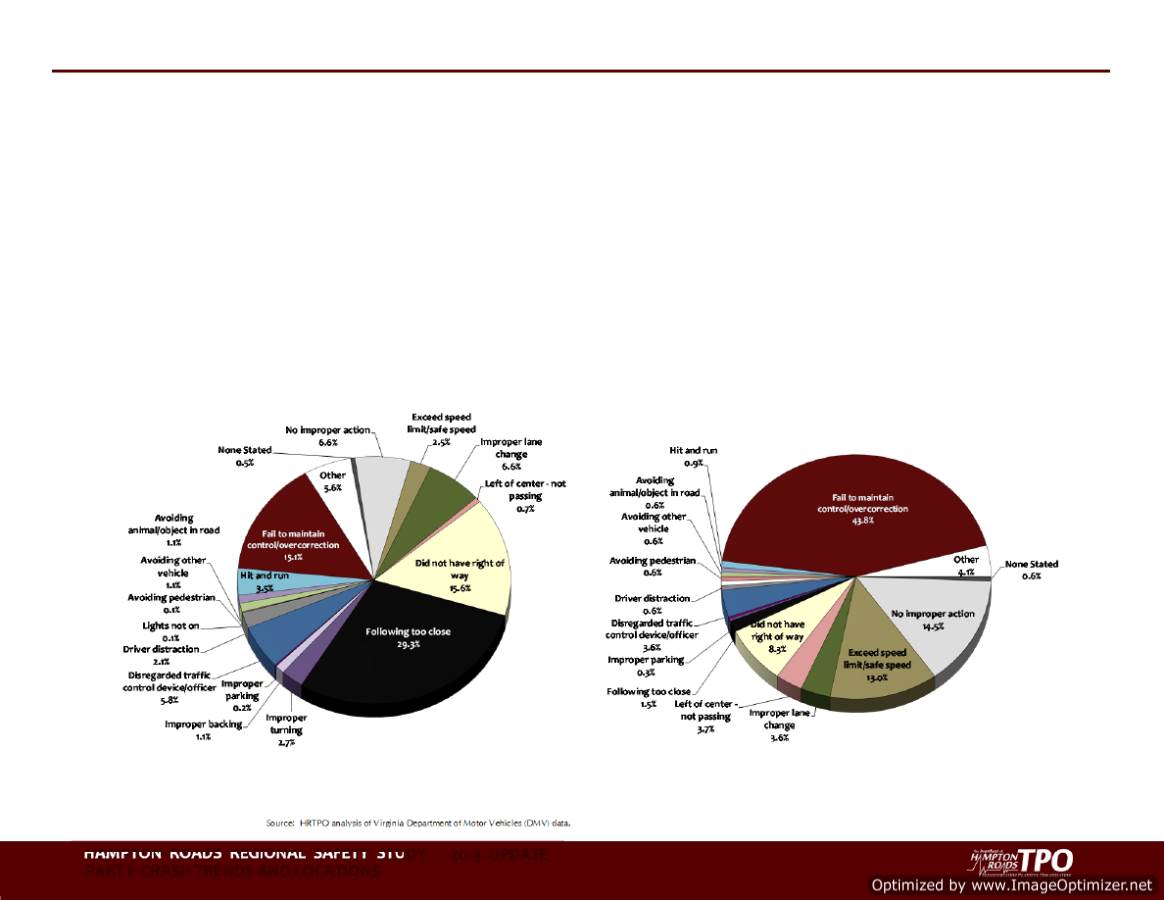 Exceed speed
limit/safe speed
2.5%
No improper action
6.6%
None Stated
0.5%
Improper lane
change
6.6%
Other
5.6%
Left of center - not
passing
0.7%
Avoiding
animal/object in road
1.1%
Fail to maintain
control/overcorrection
15.1%
Did not have right of
way
15.6%
Avoiding other
vehicle
1.1%
Hit and run
3.5%
Avoiding pedestrian
0.1%
Lights not on
0.1%
Following too close
29.3%
Driver distraction
2.1%
Disregarded traffic
control device/officer
5.8%
Improper
parking
0.2%
Improper backing
1.1%
Improper
turning
2.7%
Hit and run
0.9%
Avoiding
animal/object in road
0.6%
Avoiding other
vehicle
0.6%
Avoiding pedestrian
0.6%
Driver distraction
0.6%
Disregarded traffic
control device/officer
3.6%
Improper parking
0.3%
Following too close
1.5%
Left of center -
not passing
3.7%
Improper lane
change
3.6%
Fail to maintain
control/overcorrection
43.8%
Other
4.1%
None Stated
0.6%
No improper action
14.5%
Did not have
right of way
8.3%
Exceed speed
limit/safe speed
13.0%
Source: HRTPO analysis of Virginia Department of Motor Vehicles (DMV) data.
HAMPTON ROADS REGIONAL SAFETY STUDY 2013 UPDATE
PART I: CRASH TRENDS AND LOCATIONS
HAMPTON
ROADS
TPO
Optimized by www.ImageOptimizer.net